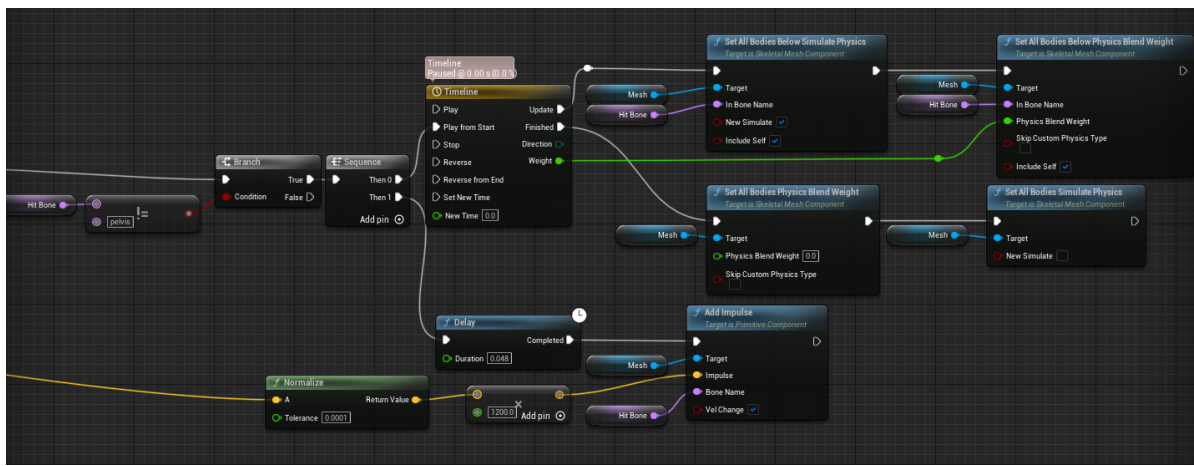 Timeline
Paused @ 0.00 s (0.0 %)
Timeline
Play
Update
Play from Start
Finished
Stop
Direction
Reverse
Weight
Reverse from End
Set New Time
New Time 0.0
Set All Bodies Below Simulate Physics
Target is Skeletal Mesh Component
Mesh
Target
Hit Bone
In Bone Name
New Simulate
Include Self
Set All Bodies Below Physics Blend Weight
Target is Skeletal Mesh Component
Mesh
Target
Hit Bone
In Bone Name
Physics Blend Weight
Skip Custom Physics Type
Include Self
Branch
True
Condition
False
Sequence
Then 0
Then 1
Add pin
Hit Bone
!=
pelvis
Set All Bodies Physics Blend Weight
Target is Skeletal Mesh Component
Mesh
Target
Physics Blend Weight 0.0
Skip Custom Physics Type
Set All Bodies Simulate Physics
Target is Skeletal Mesh Component
Mesh
Target
New Simulate
Delay
Completed
Duration 0.048
Add Impulse
Target is Primitive Component
Mesh
Target
Impulse
Bone Name
Hit Bone
Vel Change
Normalize
A
Return Value
Tolerance 0.0001
×
1200.0
Add pin